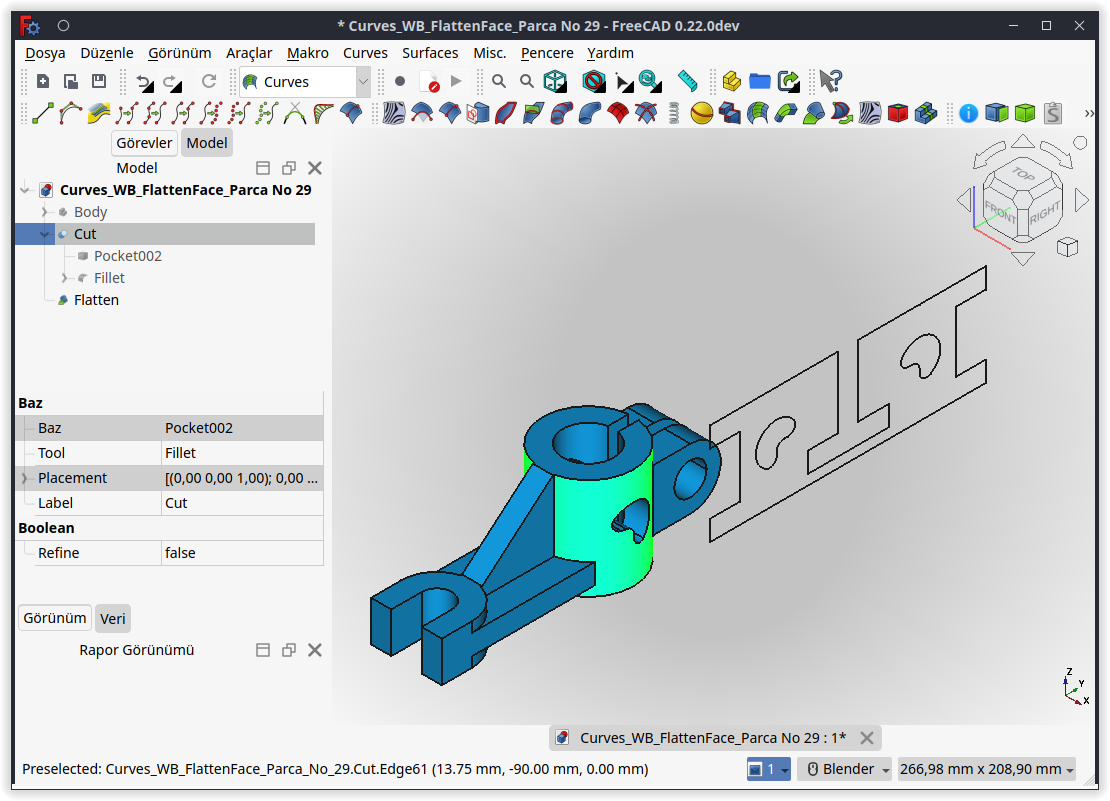 * Curves_WB_FlattenFace_Parca No 29 - FreeCAD 0.22.0dev
Dosya Düzenle Görünüm Araçlar Makro Curves Surfaces Misc. Pencere Yardım
Curves
Görevler Model
Model
Curves_WB_FlattenFace_Parca No 29
Body
Cut
Pocket002
Fillet
Flatten
TOP
FRONT RIGHT
Baz
Baz Pocket002
Tool Fillet
Placement [(0,00 0,00 1,00); 0,00 ...
Label Cut
Boolean
Refine false
Görünüm Veri
Rapor Görünümü
Z
Y
X
Curves_WB_FlattenFace_Parca No 29 : 1*
Preselected: Curves_WB_FlattenFace_Parca_No_29.Cut.Edge61 (13.75 mm, -90.00 mm, 0.00 mm) 1 Blender 266,98 mm x 208,90 mm